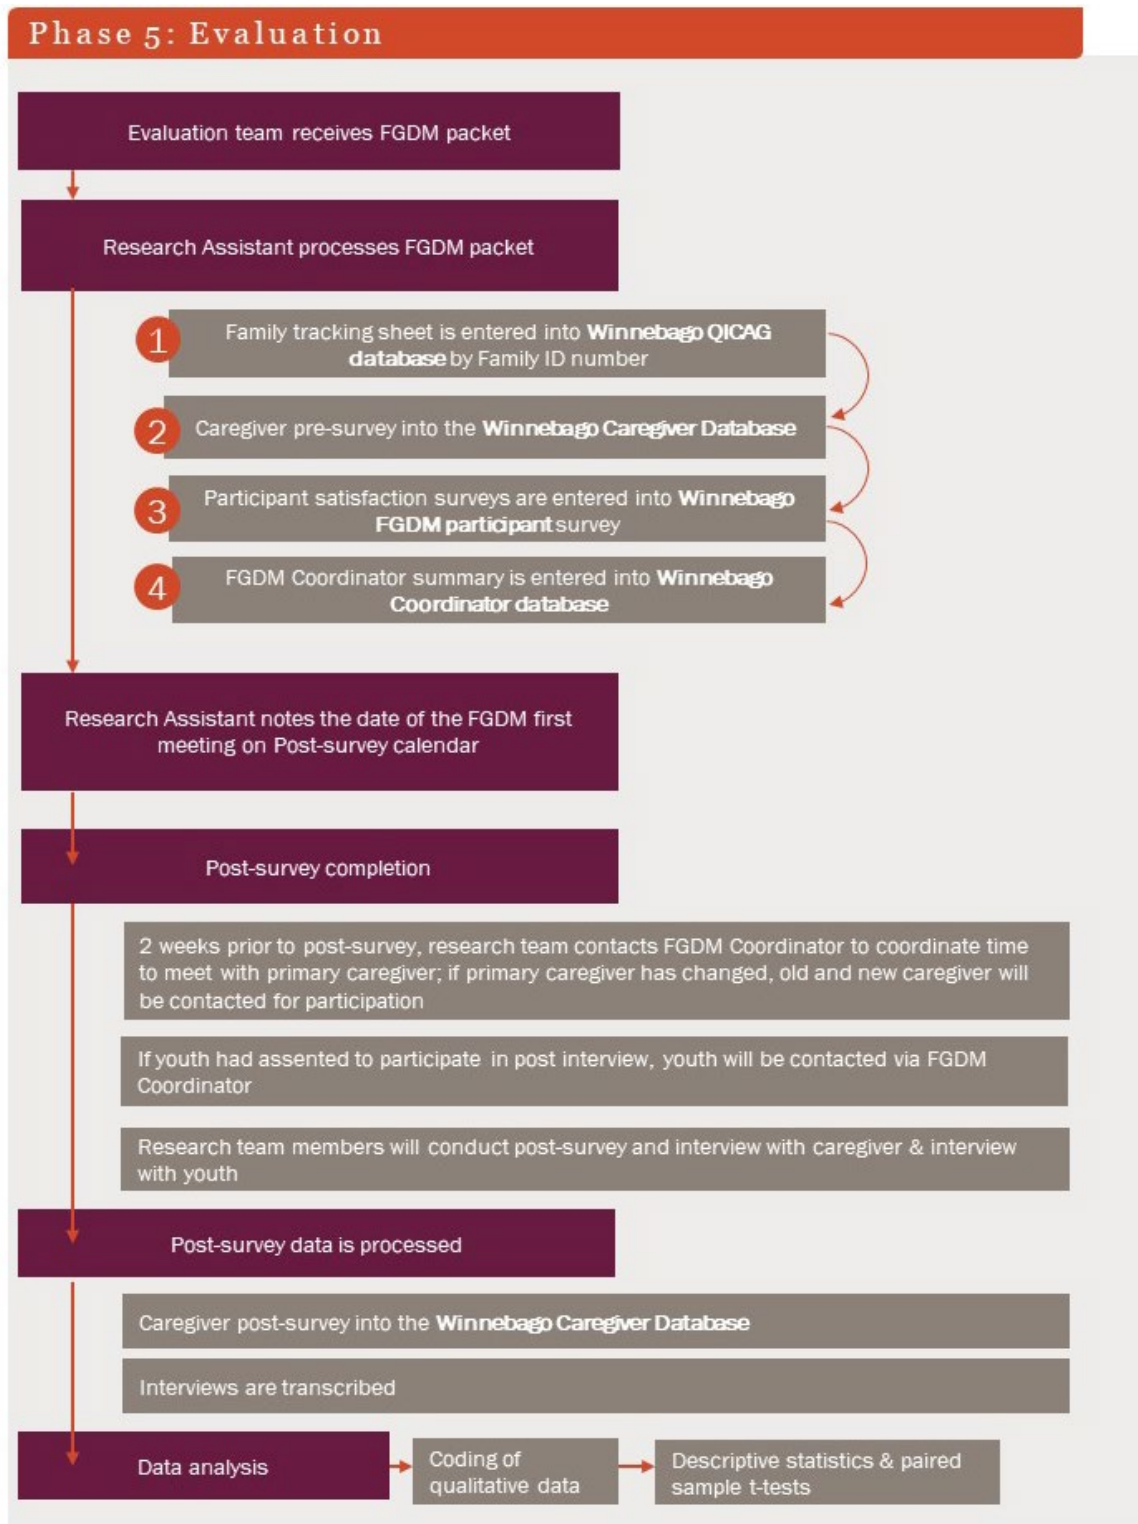 Phase 5: Evaluation
Evaluation team receives FGDM packet
Research Assistant processes FGDM packet
1
Family tracking sheet is entered into Winnebago QICAG
database by Family ID number
2
Caregiver pre-survey into the Winnebago Caregiver Database
3
Participant satisfaction surveys are entered into Winnebago
FGDM participant survey
4
FGDM Coordinator summary is entered into Winnebago
Coordinator database
Research Assistant notes the date of the FGDM first
meeting on Post-survey calendar
Post-survey completion
2 weeks prior to post-survey, research team contacts FGDM Coordinator to coordinate time
to meet with primary caregiver; if primary caregiver has changed, old and new caregiver will
be contacted for participation
If youth had assented to participate in post interview, youth will be contacted via FGDM
Coordinator
Research team members will conduct post-survey and interview with caregiver & interview
with youth
Post-survey data is processed
Caregiver post-survey into the Winnebago Caregiver Database
Interviews are transcribed
Data analysis
Coding of
qualitative data
Descriptive statistics & paired
sample t-tests